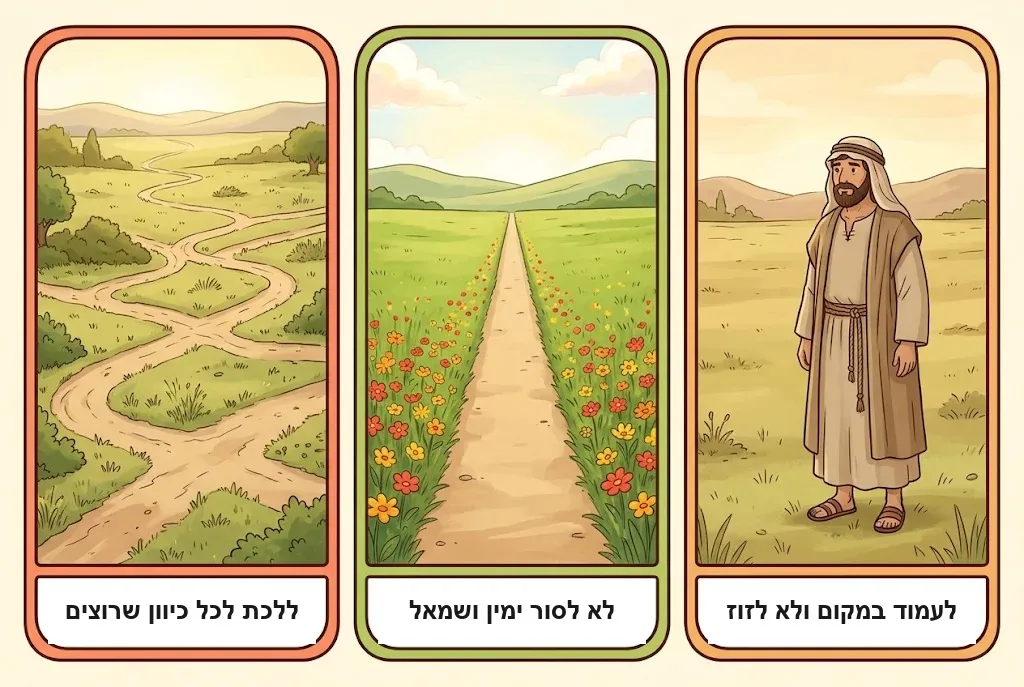 לעמוד במקום ולא לזוז
לא לסור ימין ושמאל
ללכת לכל כיוון שרוצים